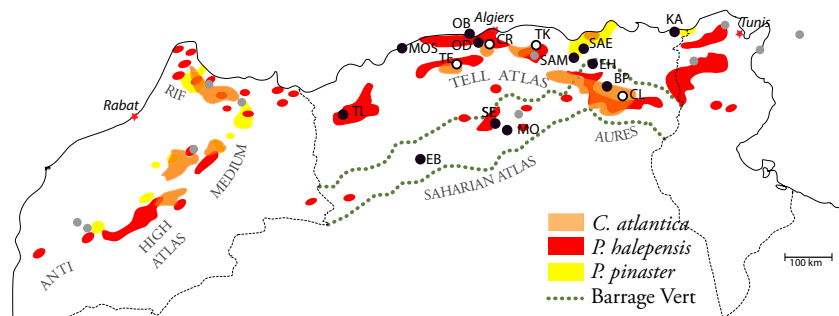 OB
Algiers
KA
Tunis
MOS
OD
CR
TK
SAE
TE
SAM
EH
TELL ATLAS
BP
CL
RIF
Rabat
TL
SE
MO
AURES
MEDIUM
EB
SAHARIAN ATLAS
HIGH
ATLAS
ANTI
C. atlantica
P. halepensis
P. pinaster
Barrage Vert
100 km